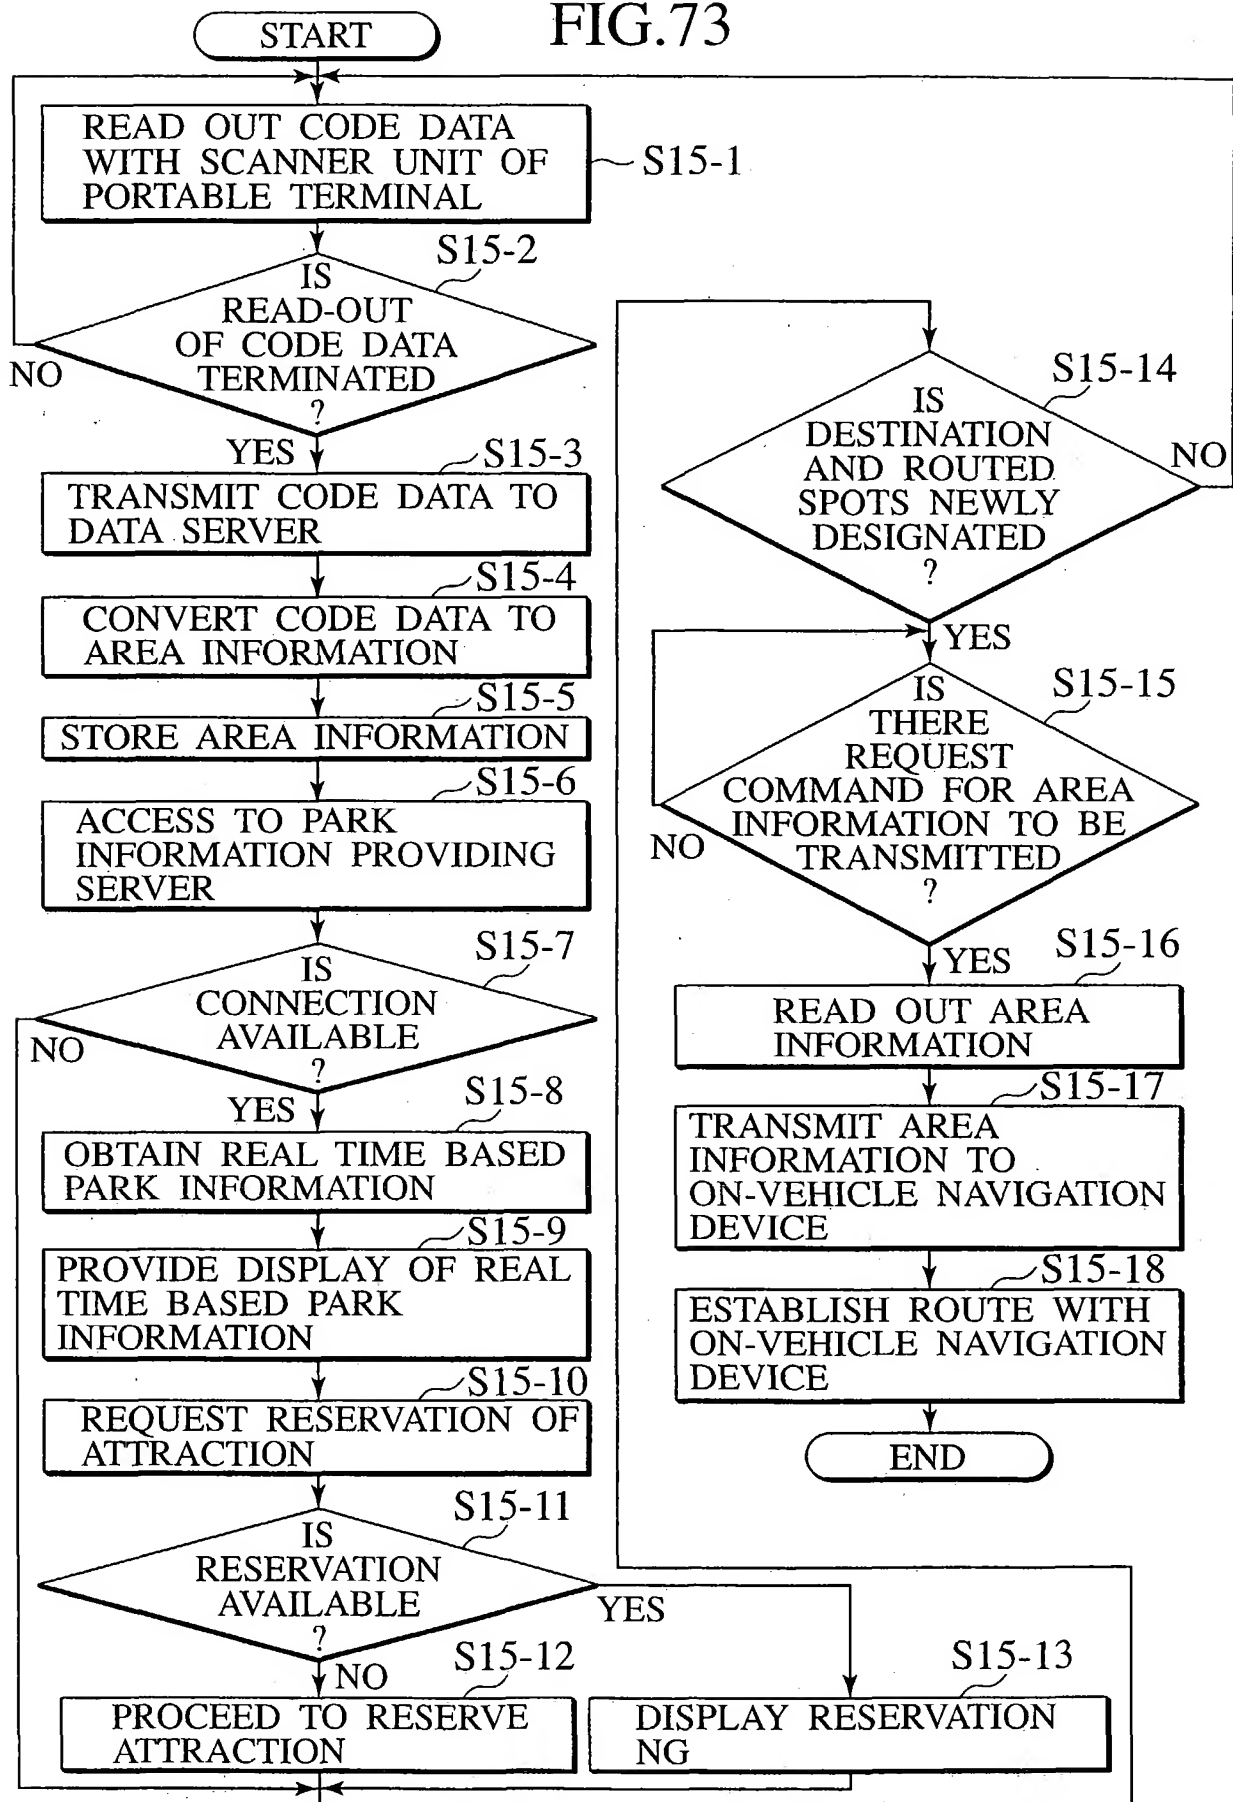 FIG.73
START
READ OUT CODE DATA
WITH SCANNER UNIT OF
PORTABLE TERMINAL
S15-1
S15-2
IS
READ-OUT
OF CODE DATA
TERMINATED
?
NO
YES
S15-3
TRANSMIT CODE DATA TO
DATA SERVER
S15-4
CONVERT CODE DATA TO
AREA INFORMATION
S15-5
STORE AREA INFORMATION
S15-6
ACCESS TO PARK
INFORMATION PROVIDING
SERVER
S15-7
IS
CONNECTION
AVAILABLE
?
NO
YES
S15-8
OBTAIN REAL TIME BASED
PARK INFORMATION
S15-9
PROVIDE DISPLAY OF REAL
TIME BASED PARK
INFORMATION
S15-10
REQUEST RESERVATION OF
ATTRACTION
S15-11
IS
RESERVATION
AVAILABLE
?
YES
NO
S15-12
PROCEED TO RESERVE
ATTRACTION
S15-13
DISPLAY RESERVATION
NG
S15-14
IS
DESTINATION
AND ROUTED
SPOTS NEWLY
DESIGNATED
?
NO
YES
S15-15
IS
THERE
REQUEST
COMMAND FOR AREA
INFORMATION TO BE
TRANSMITTED
?
NO
YES
S15-16
READ OUT AREA
INFORMATION
S15-17
TRANSMIT AREA
INFORMATION TO
ON-VEHICLE NAVIGATION
DEVICE
S15-18
ESTABLISH ROUTE WITH
ON-VEHICLE NAVIGATION
DEVICE
END